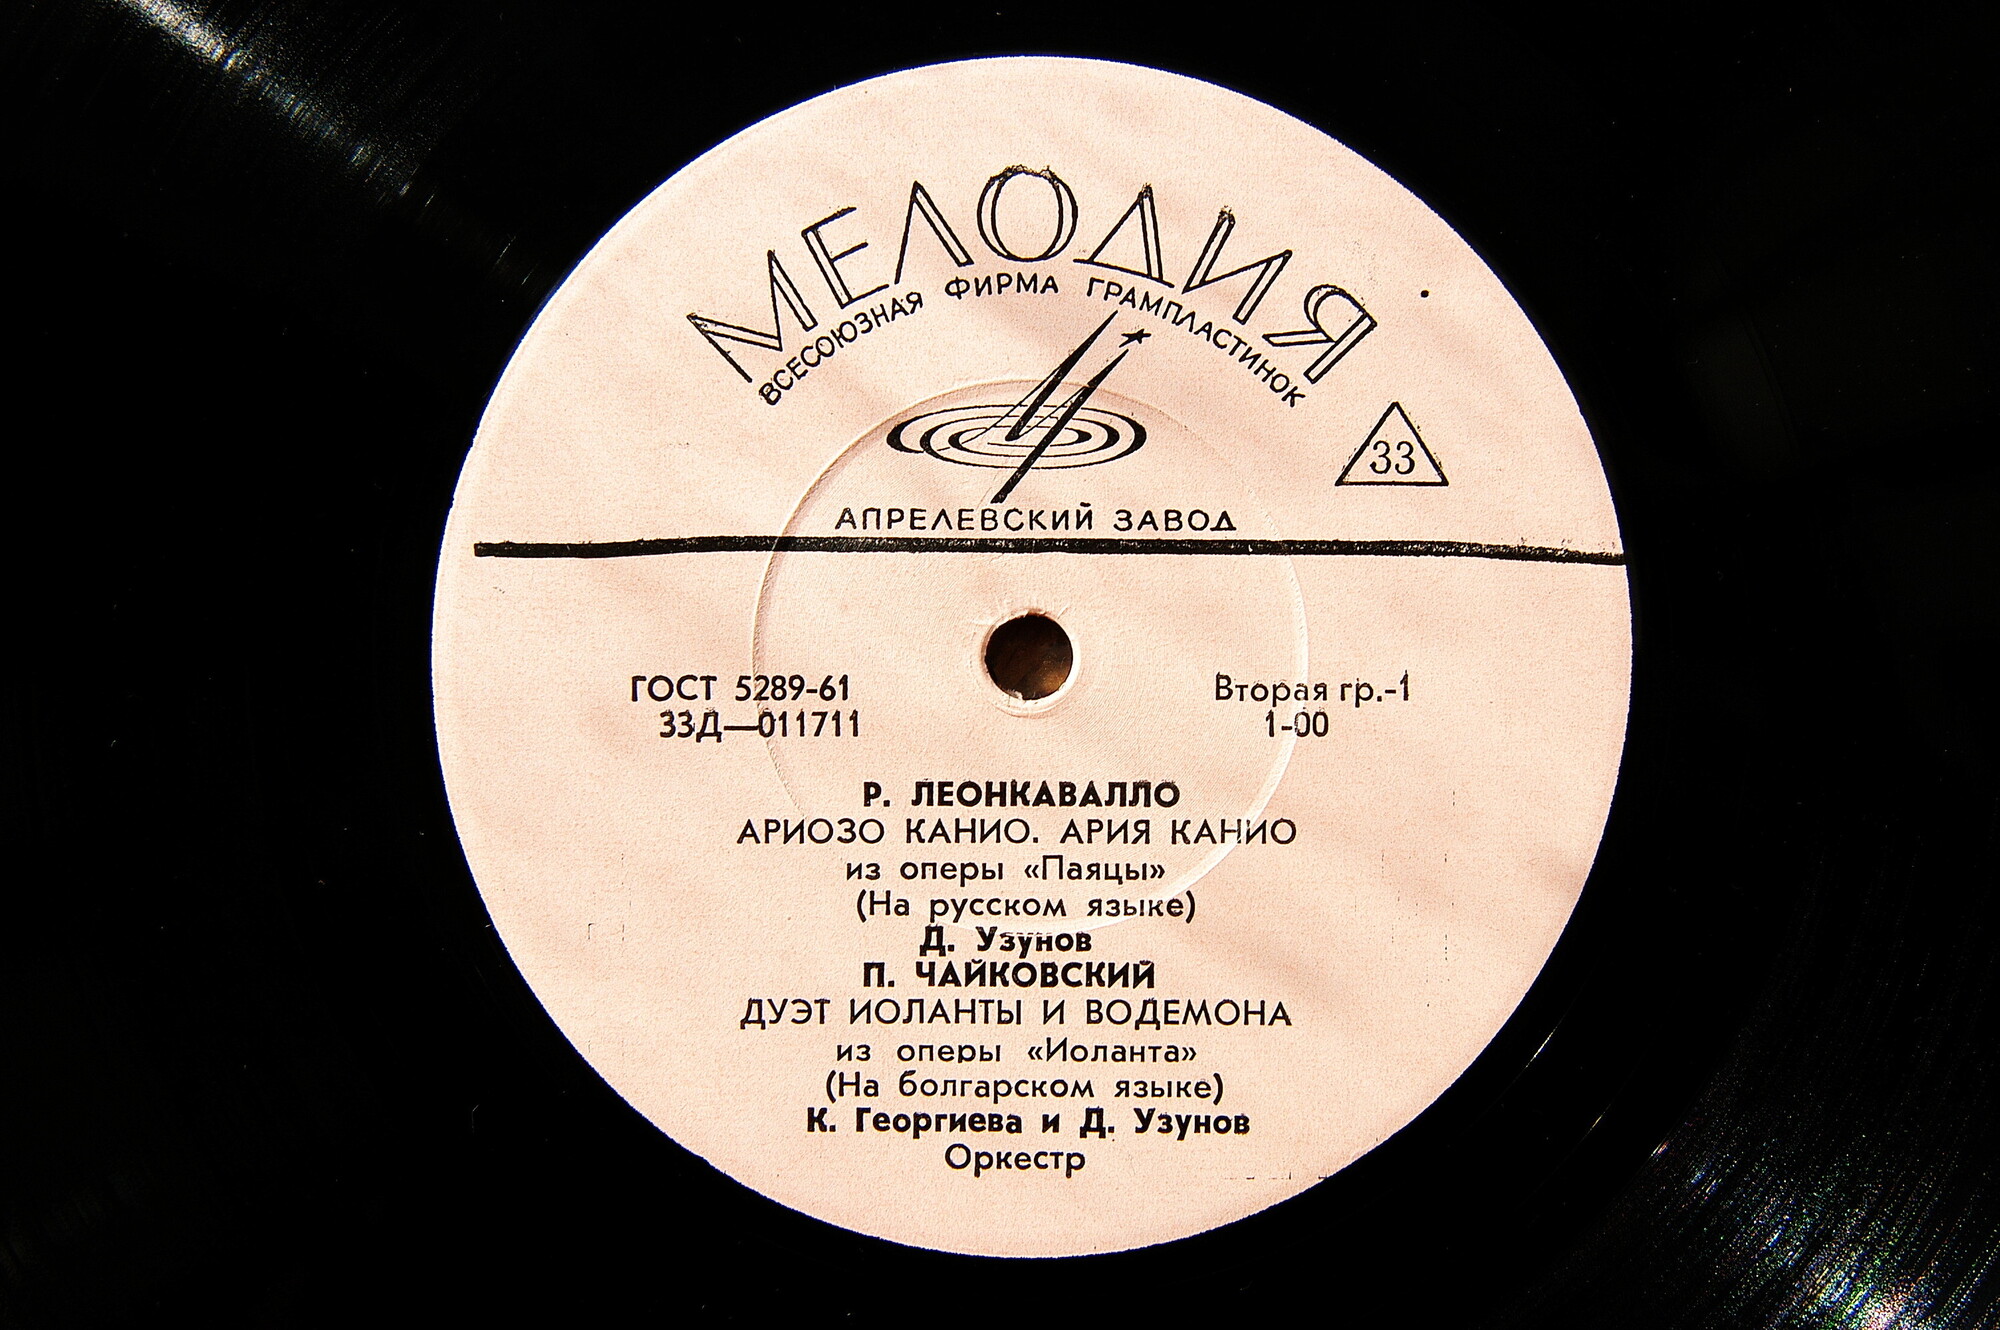 МЕЛОДИЯ
ВСЕСОЮЗНАЯ ФИРМА ГРАМПЛАСТИНОК
33
АПРЕЛЕВСКИЙ ЗАВОД
ГОСТ 5289-61
33Д—011711
Вторая гр.-1
1-00
Р. ЛЕОНКАВАЛЛО
АРИОЗО КАНИО. АРИЯ КАНИО
из оперы «Паяцы»
(На русском языке)
Д. Узунов
П. ЧАЙКОВСКИЙ
ДУЭТ ИОЛАНТЫ И ВОДЕМОНА
из оперы «Иоланта»
(На болгарском языке)
К. Георгиева и Д. Узунов
Оркестр